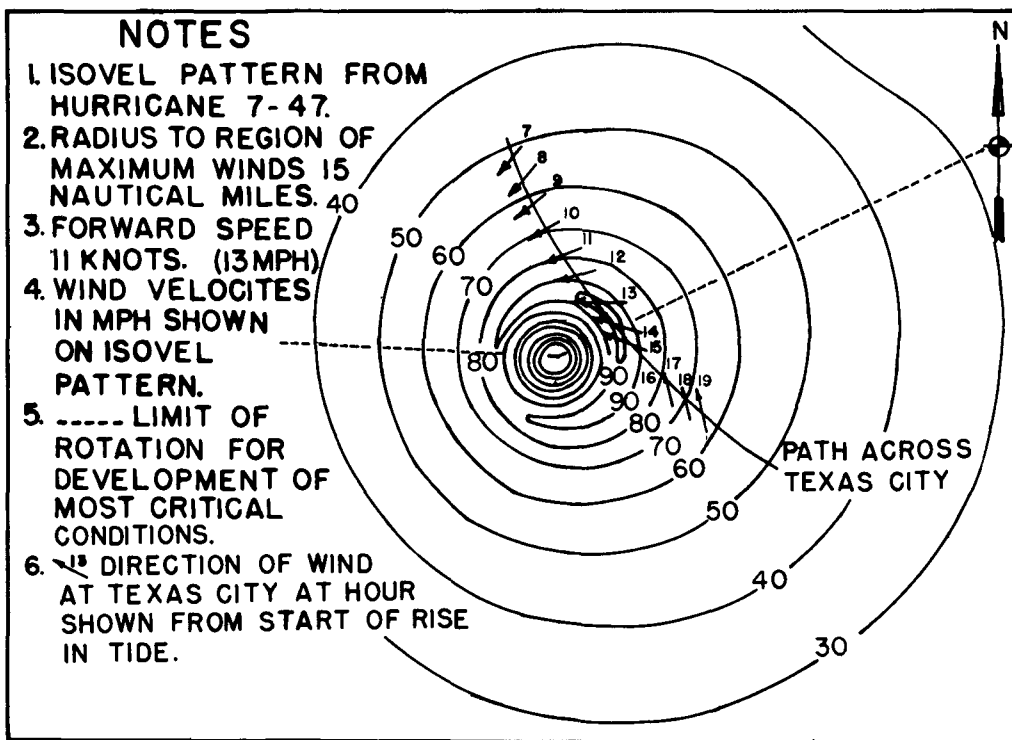 NOTES
1. ISOVEL PATTERN FROM
HURRICANE 7-47.
2. RADIUS TO REGION OF
MAXIMUM WINDS 15
NAUTICAL MILES.
3. FORWARD SPEED
11 KNOTS. (13 MPH)
4. WIND VELOCITES
IN MPH SHOWN
ON ISOVEL
PATTERN.
5. ----- LIMIT OF
ROTATION FOR
DEVELOPMENT OF
MOST CRITICAL
CONDITIONS.
6. 13 DIRECTION OF WIND
AT TEXAS CITY AT HOUR
SHOWN FROM START OF RISE
IN TIDE.
N
7
8
9
10
11
12
13
14
15
16
17
18
19
40
50
60
70
80
90
90
80
70
60
50
40
30
PATH ACROSS
TEXAS CITY